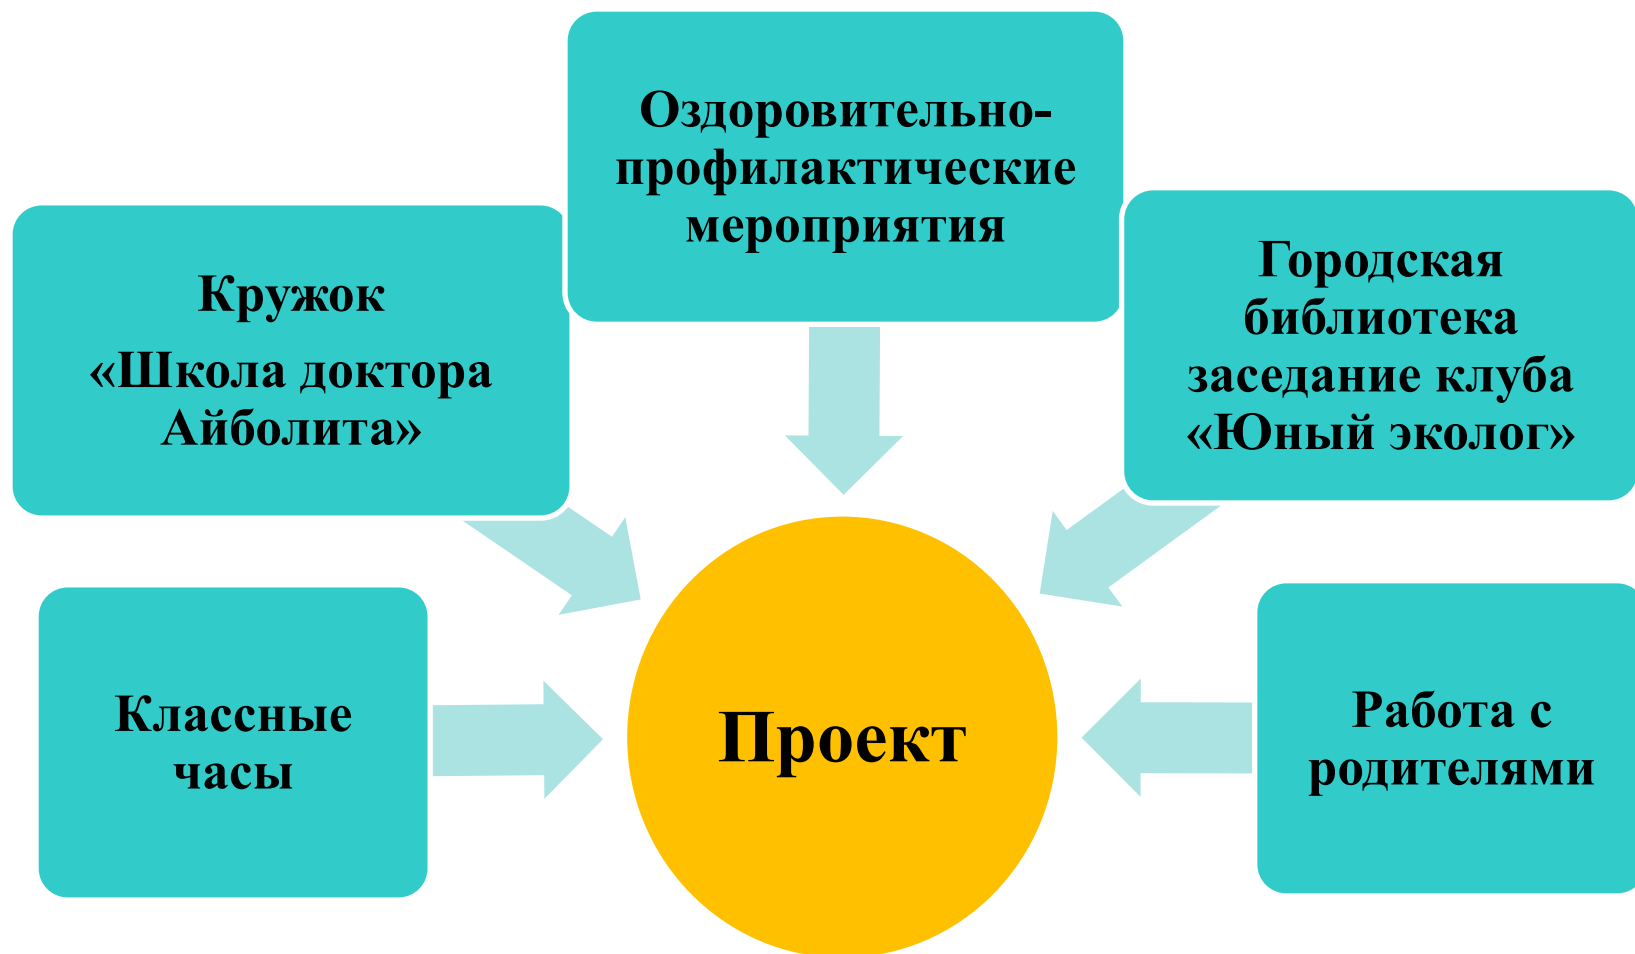 Оздоровительно-
профилактические
мероприятия
Кружок
«Школа доктора
Айболита»
Городская
библиотека
заседание клуба
«Юный эколог»
Классные
часы
Проект
Работа с
родителями